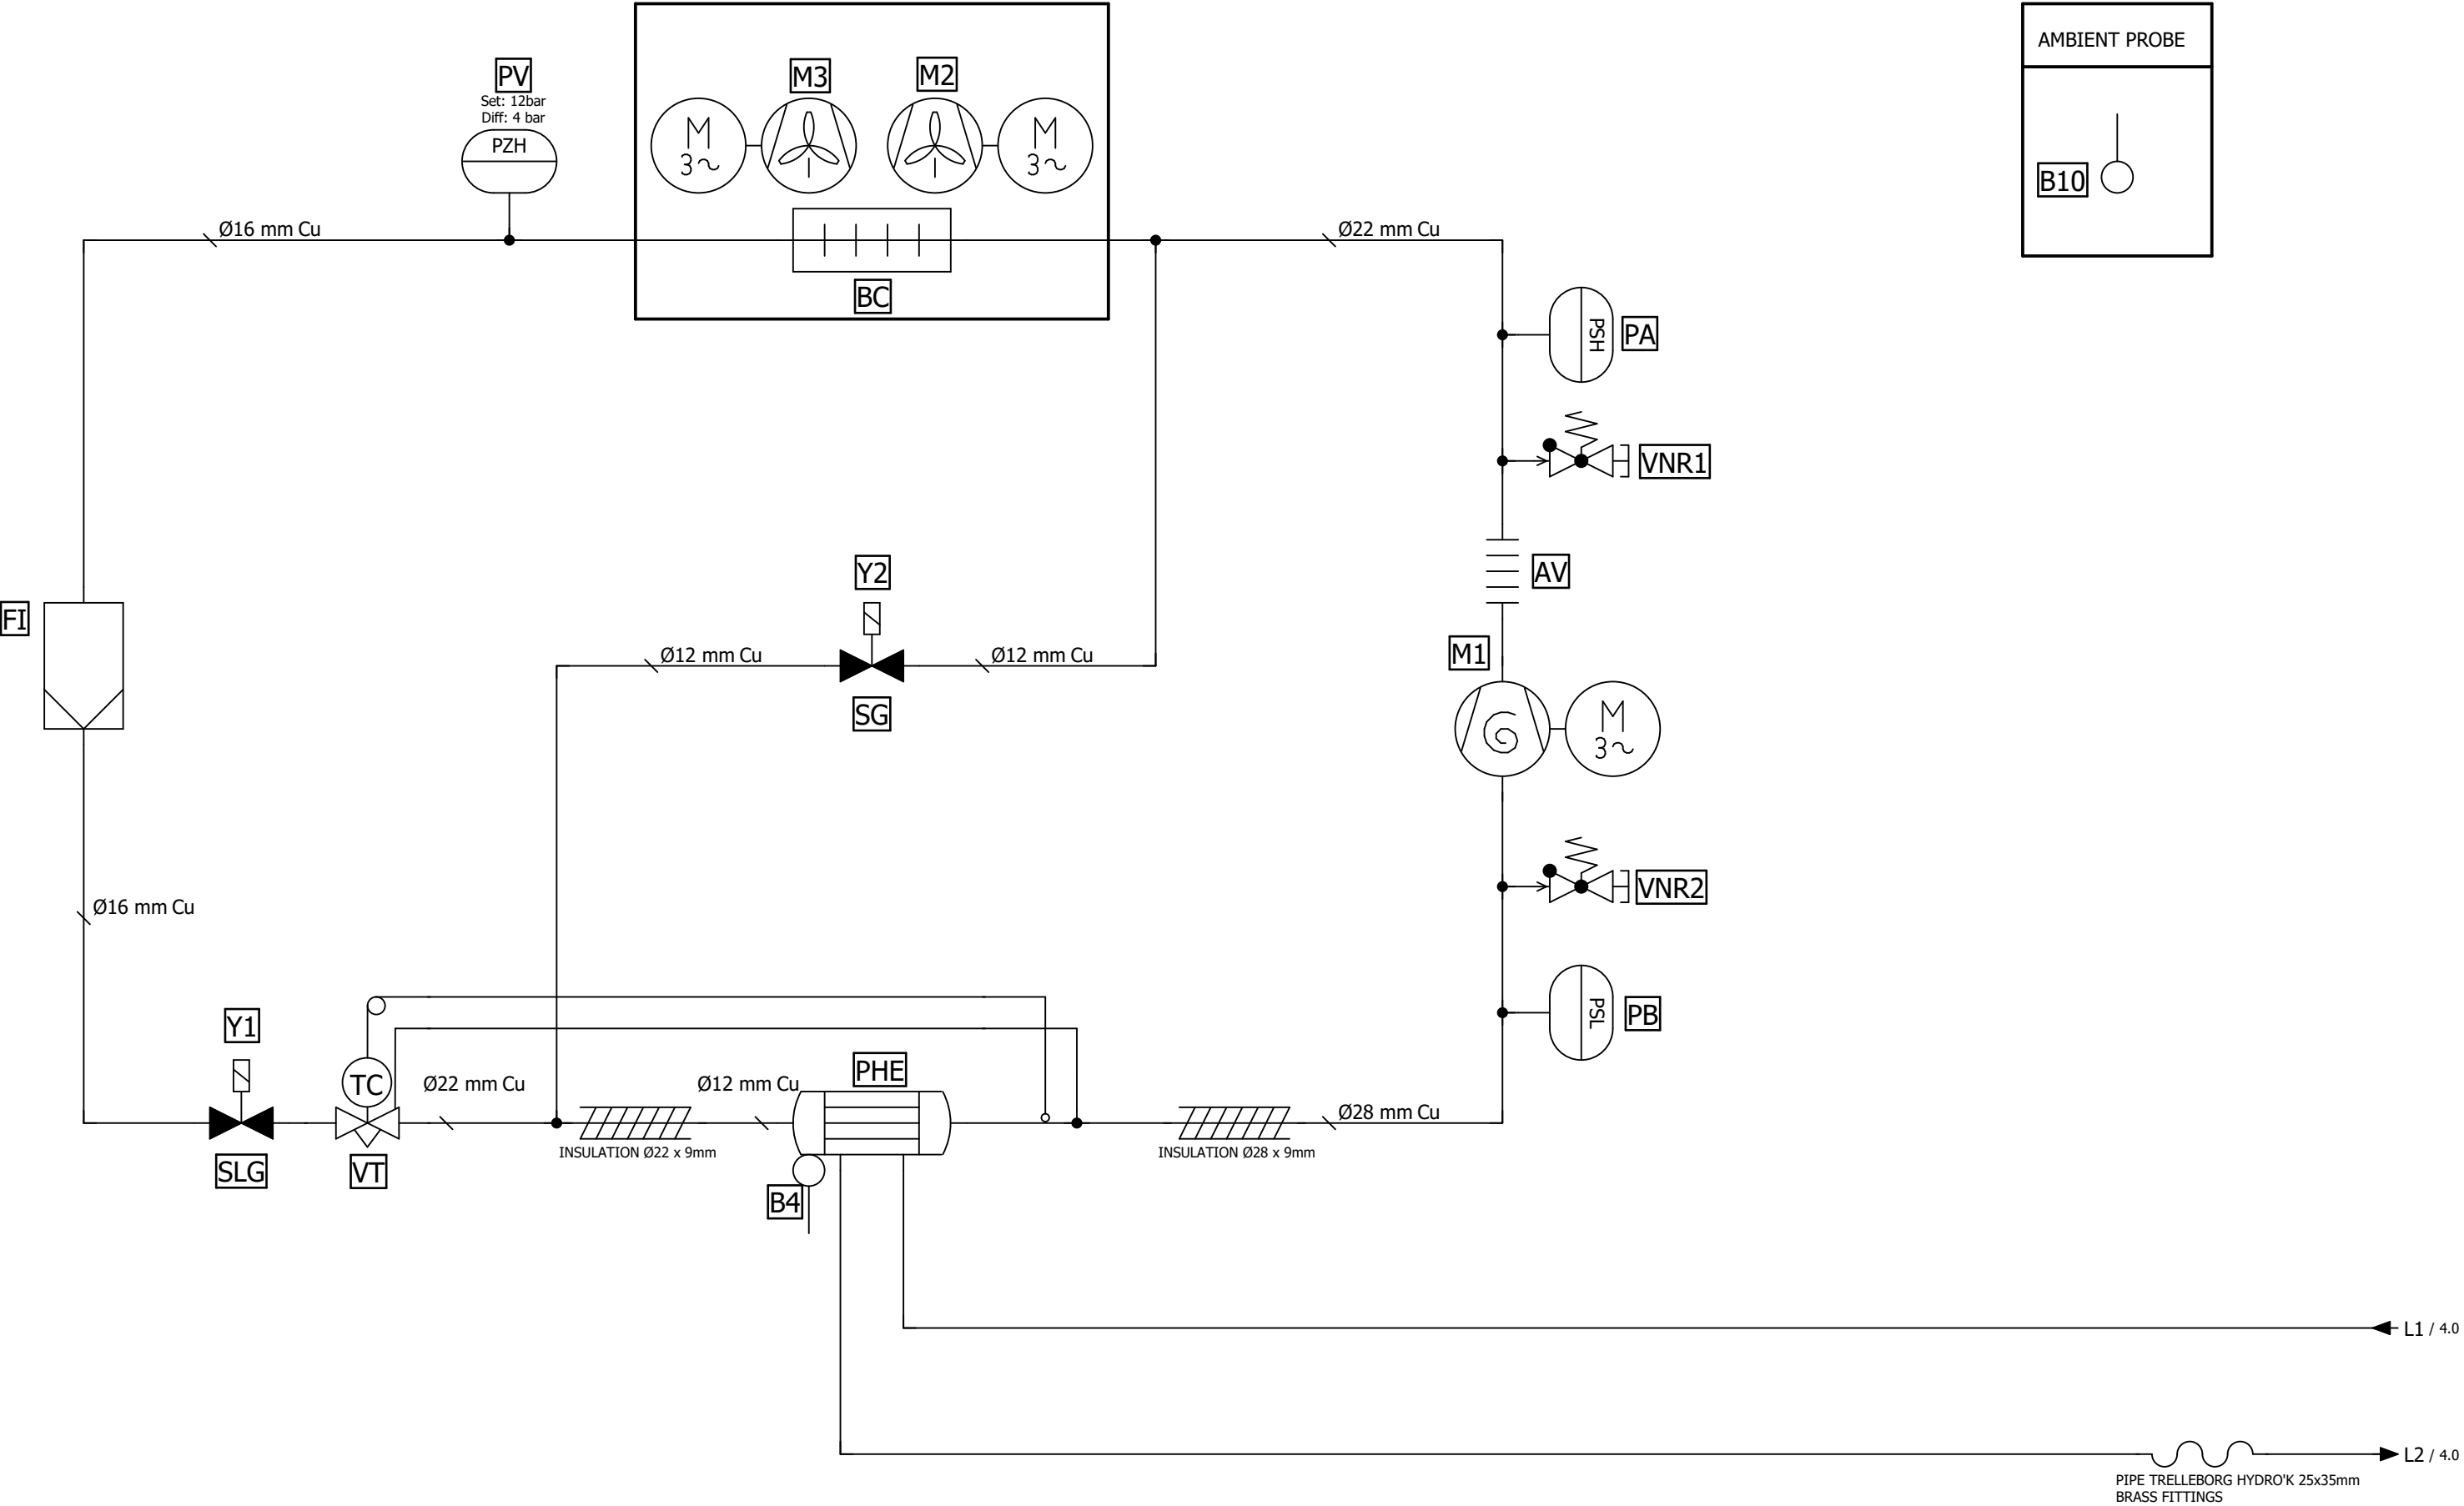 AMBIENT PROBE
B10
PV
Set: 12bar
Diff: 4 bar
PZH
M3
M2
M
3~
M
3~
BC
Ø16 mm Cu
Ø22 mm Cu
PSH
PA
VNR1
AV
Y2
Ø12 mm Cu
Ø12 mm Cu
SG
FI
M1
M
3~
VNR2
Ø16 mm Cu
PSL
PB
Y1
TC
Ø22 mm Cu
Ø12 mm Cu
PHE
Ø28 mm Cu
SLG
VT
INSULATION Ø22 x 9mm
INSULATION Ø28 x 9mm
B4
L1 / 4.0
L2 / 4.0
PIPE TRELLEBORG HYDRO'K 25x35mm
BRASS FITTINGS